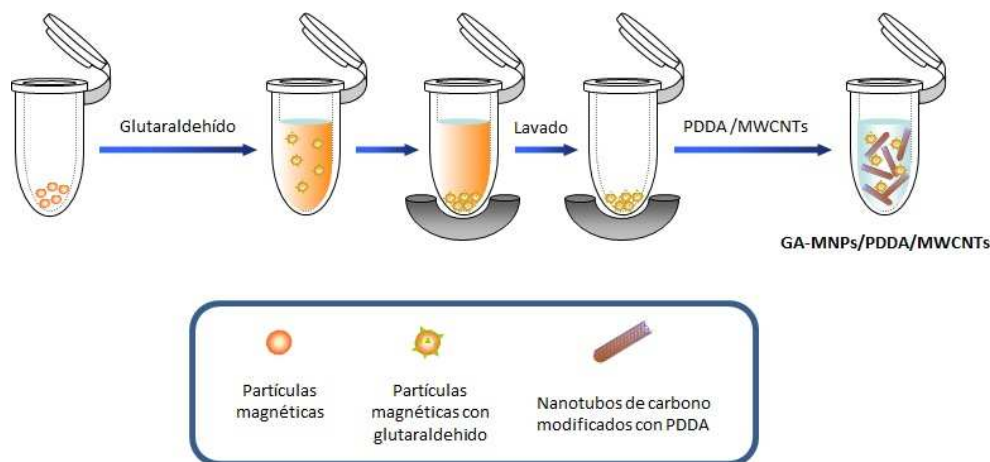 Glutaraldehído
Lavado
PDDA /MWCNTs
GA-MNPs/PDDA/MWCNTs
Partículas
magnéticas
Partículas
magnéticas con
glutaraldehido
Nanotubos de carbono
modificados con PDDA